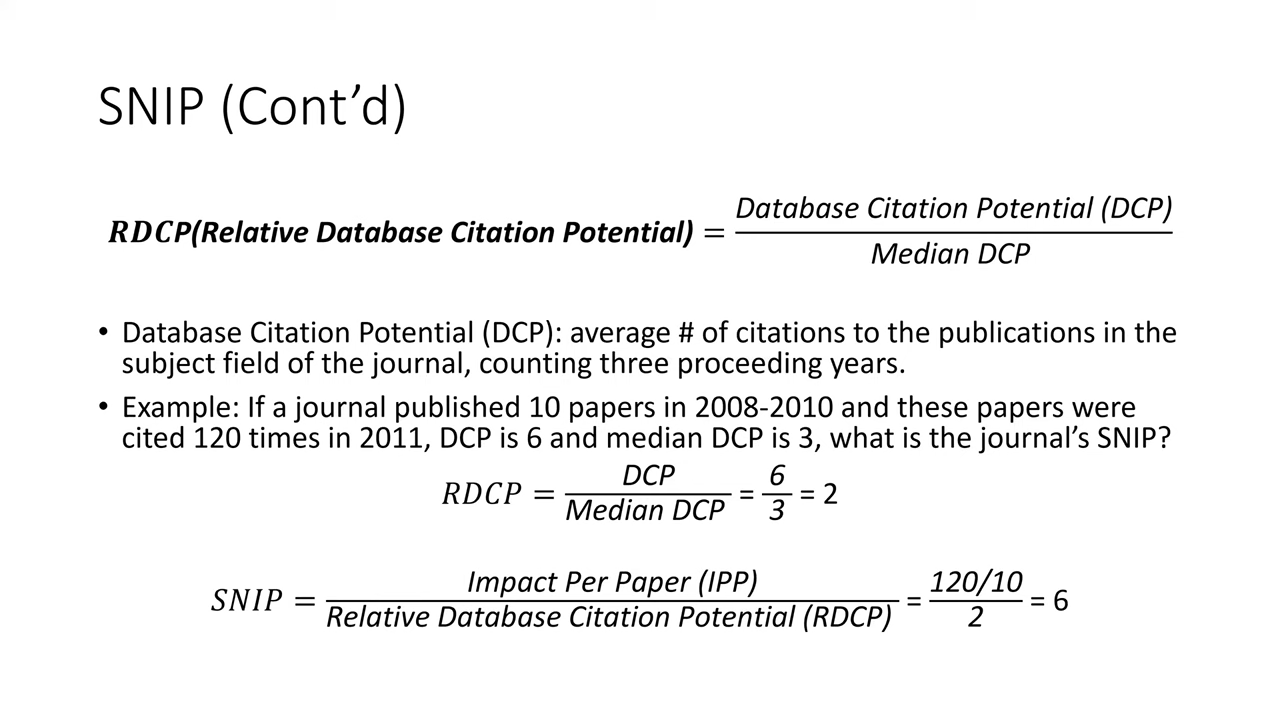 SNIP (Cont’d)
RDCP(Relative Database Citation Potential) = Database Citation Potential (DCP) / Median DCP
• Database Citation Potential (DCP): average # of citations to the publications in the
subject field of the journal, counting three proceeding years.
• Example: If a journal published 10 papers in 2008-2010 and these papers were
cited 120 times in 2011, DCP is 6 and median DCP is 3, what is the journal’s SNIP?
RDCP = DCP / Median DCP = 6 / 3 = 2
SNIP = Impact Per Paper (IPP) / Relative Database Citation Potential (RDCP) = 120/10 / 2 = 6